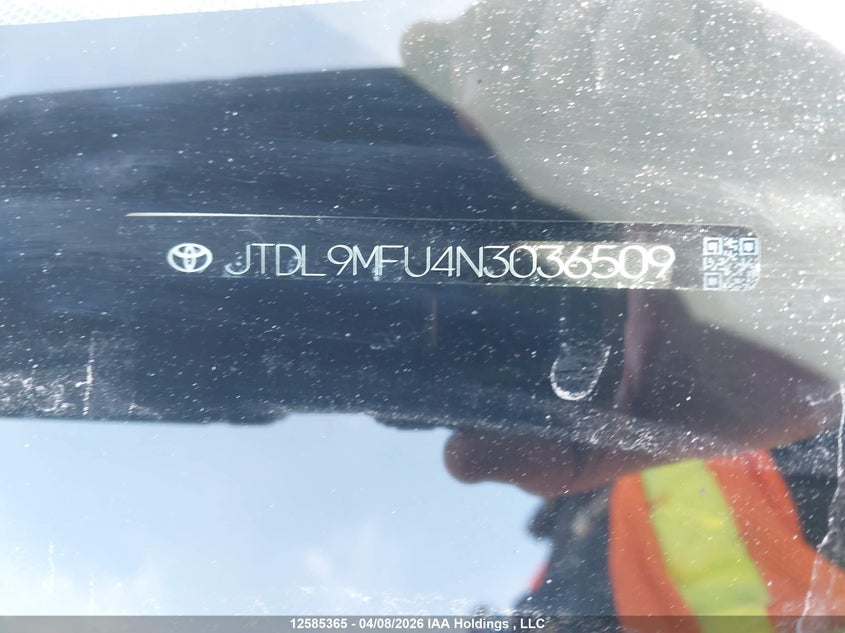 JTDL9MFU4N3036509
12585365 - 04/08/2026 IAA Holdings , LLC